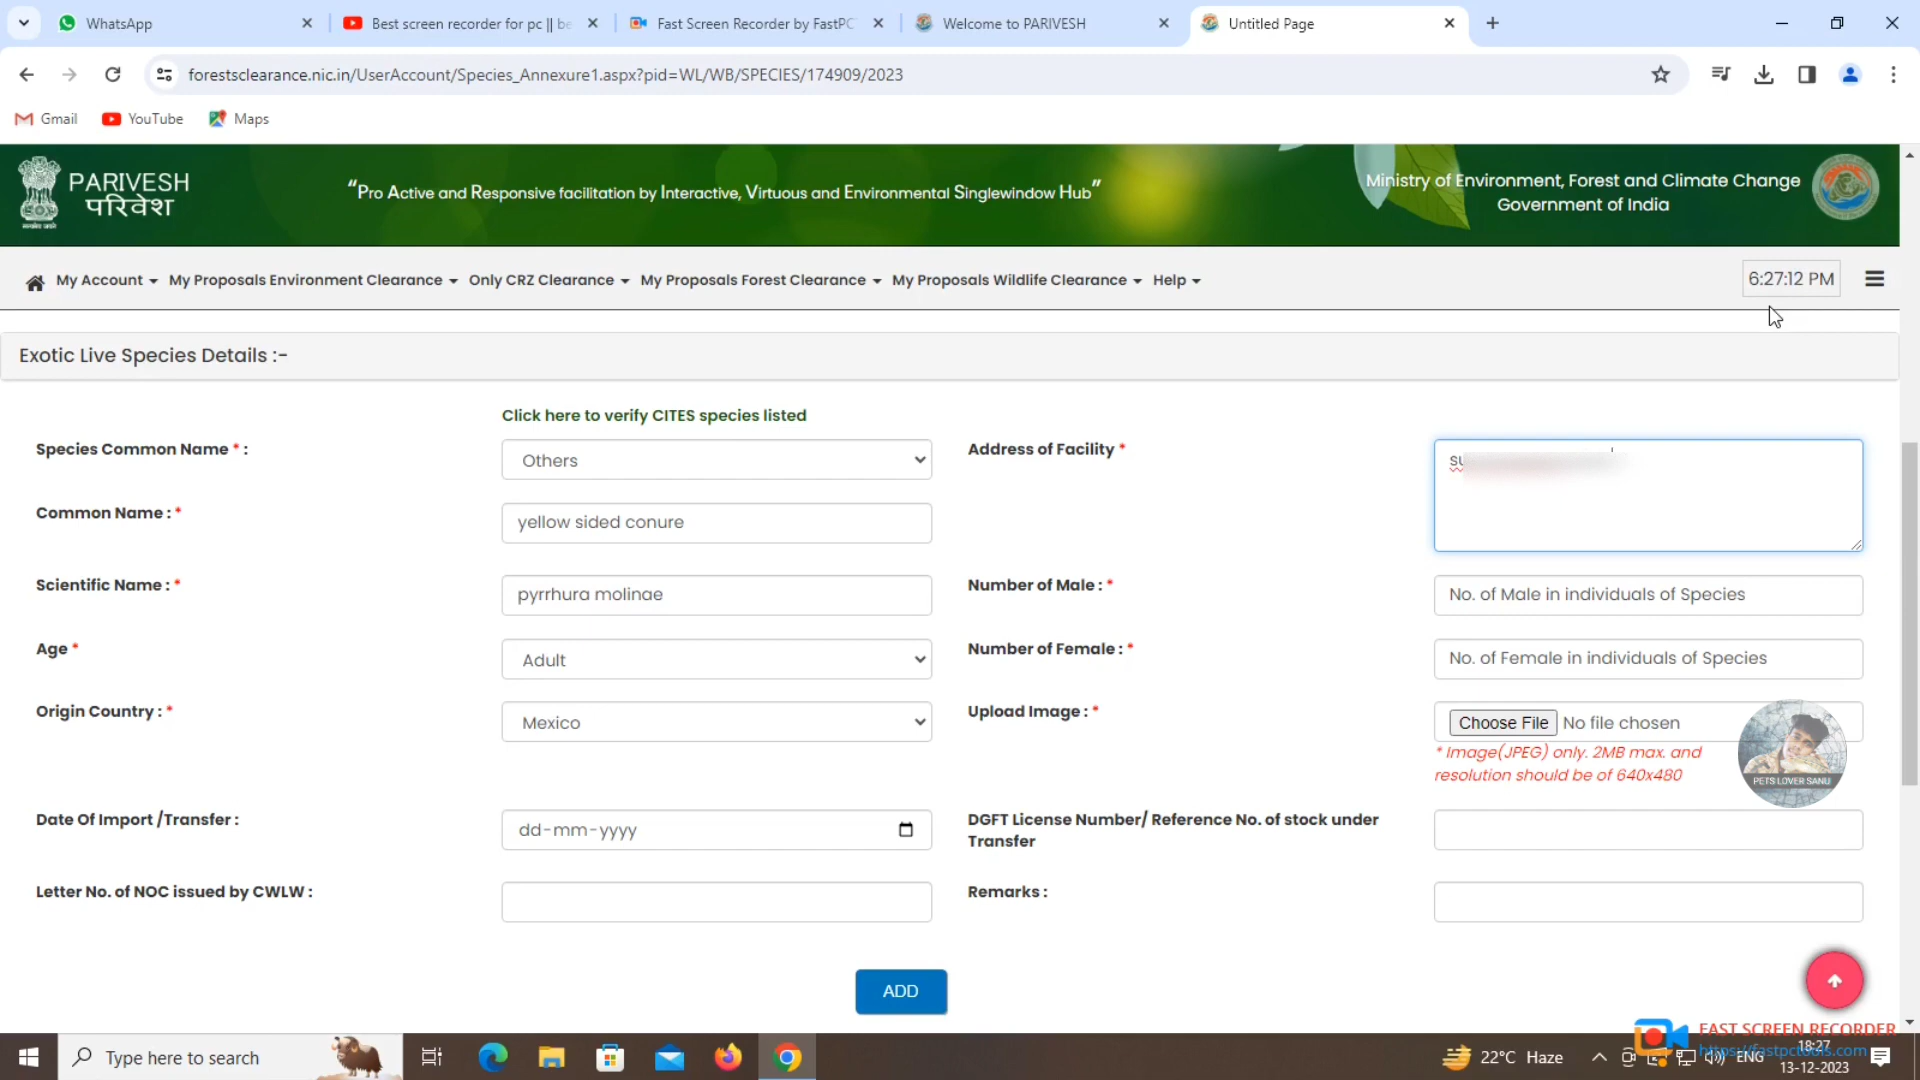 WhatsApp
Best screen recorder for pc || be
Fast Screen Recorder by FastPC
Welcome to PARIVESH
Untitled Page
forestsclearance.nic.in/UserAccount/Species_Annexure1.aspx?pid=WL/WB/SPECIES/174909/2023
Gmail
YouTube
Maps
PARIVESH
परिवेश
सत्यमेव जयते
"Pro Active and Responsive facilitation by Interactive, Virtuous and Environmental Singlewindow Hub"
Ministry of Environment, Forest and Climate Change
Government of India
My Account
My Proposals Environment Clearance
Only CRZ Clearance
My Proposals Forest Clearance
My Proposals Wildlife Clearance
Help
6:27:12 PM
Exotic Live Species Details :-
Click here to verify CITES species listed
Species Common Name * :
Others
Address of Facility *
Common Name : *
yellow sided conure
Scientific Name : *
pyrrhura molinae
Number of Male : *
No. of Male in individuals of Species
Age *
Adult
Number of Female : *
No. of Female in individuals of Species
Origin Country : *
Mexico
Upload Image : *
Choose File No file chosen
* Image(JPEG) only. 2MB max. and
resolution should be of 640x480
PETS LOVER SANU
Date Of Import /Transfer :
dd-mm-yyyy
DGFT License Number/ Reference No. of stock under
Transfer
Letter No. of NOC issued by CWLW :
Remarks :
ADD
FAST SCREEN RECORDER
https://fastpctools.com
Type here to search
22°C Haze
ENG
18:27
13-12-2023